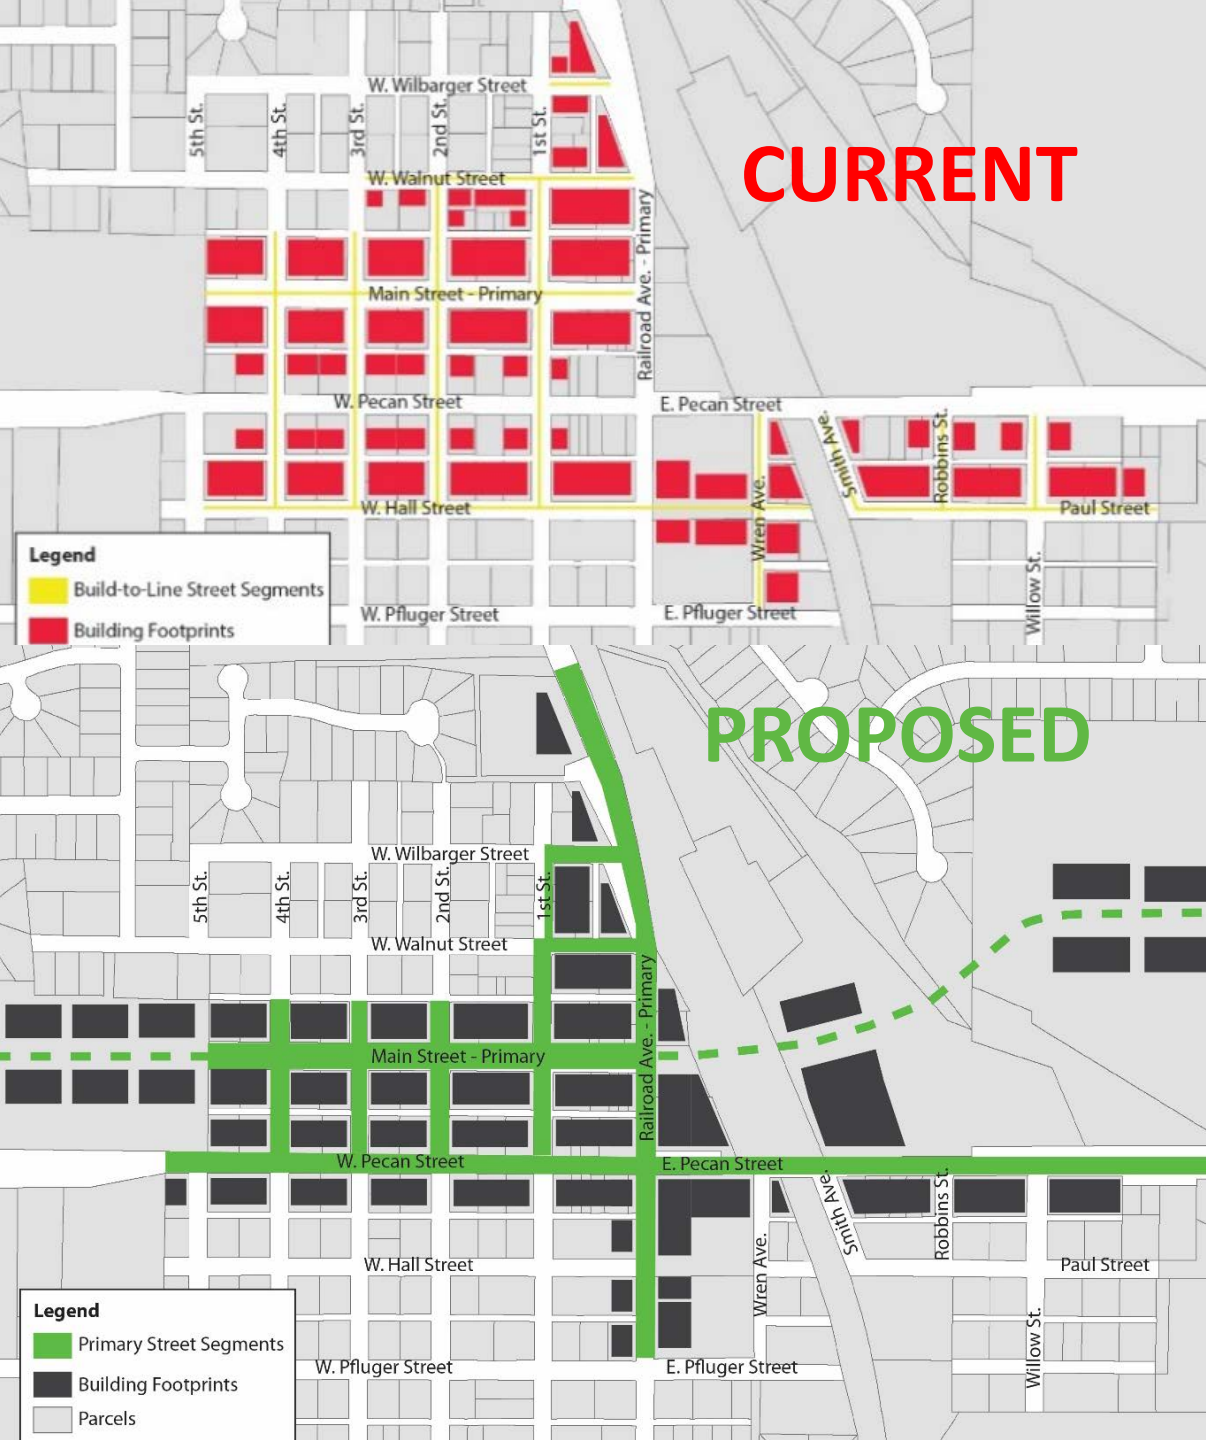 W. Wilbarger Street
5th St.
4th St.
3rd St.
2nd St.
1st St.
CURRENT
W. Walnut Street
Railroad Ave. - Primary
Main Street - Primary
W. Pecan Street
E. Pecan Street
Smith Ave.
Robbins St.
Wren Ave.
W. Hall Street
Paul Street
Legend
Build-to-Line Street Segments
Building Footprints
W. Pfluger Street
E. Pfluger Street
Willow St.
PROPOSED
W. Wilbarger Street
5th St.
4th St.
3rd St.
2nd St.
1st St.
W. Walnut Street
Railroad Ave. - Primary
Main Street - Primary
W. Pecan Street
E. Pecan Street
Smith Ave.
Robbins St.
Wren Ave.
W. Hall Street
Paul Street
Legend
Primary Street Segments
Building Footprints
Parcels
W. Pfluger Street
E. Pfluger Street
Willow St.